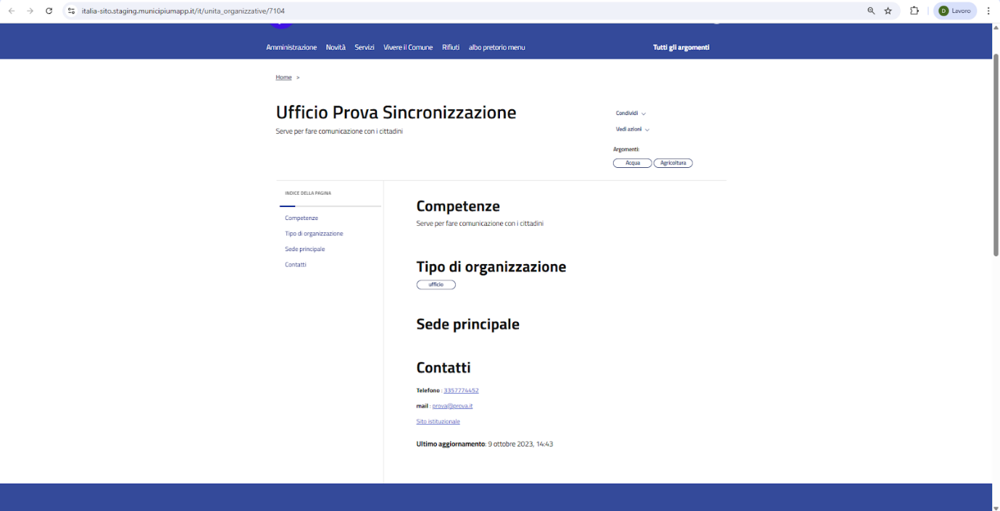 italia-sito.staging.municipiumapp.it/it/unita_organizzative/7104
D Lavoro
Amministrazione Novità Servizi Vivere il Comune Rifiuti albo pretorio menu Tutti gli argomenti
Home >
Ufficio Prova Sincronizzazione
Serve per fare comunicazione con i cittadini
Condividi
Vedi azioni
Argomenti:
Acqua Agricoltura
INDICE DELLA PAGINA
Competenze
Tipo di organizzazione
Sede principale
Contatti
Competenze
Serve per fare comunicazione con i cittadini
Tipo di organizzazione
ufficio
Sede principale
Contatti
Telefono : 3357774452
mail : prova@prova.it
Sito istituzionale
Ultimo aggiornamento: 9 ottobre 2023, 14:43